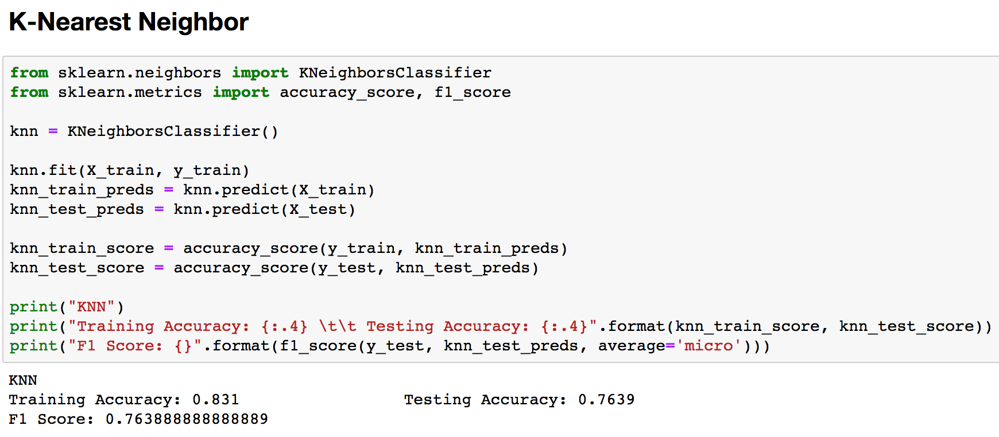 K-Nearest Neighbor
from sklearn.neighbors import KNeighborsClassifier
from sklearn.metrics import accuracy_score, f1_score
knn = KNeighborsClassifier()
knn.fit(X_train, y_train)
knn_train_preds = knn.predict(X_train)
knn_test_preds = knn.predict(X_test)
knn_train_score = accuracy_score(y_train, knn_train_preds)
knn_test_score = accuracy_score(y_test, knn_test_preds)
print("KNN")
print("Training Accuracy: {:.4} \t\t Testing Accuracy: {:.4}".format(knn_train_score, knn_test_score))
print("F1 Score: {}".format(f1_score(y_test, knn_test_preds, average='micro')))
KNN
Training Accuracy: 0.831 Testing Accuracy: 0.7639
F1 Score: 0.763888888888889